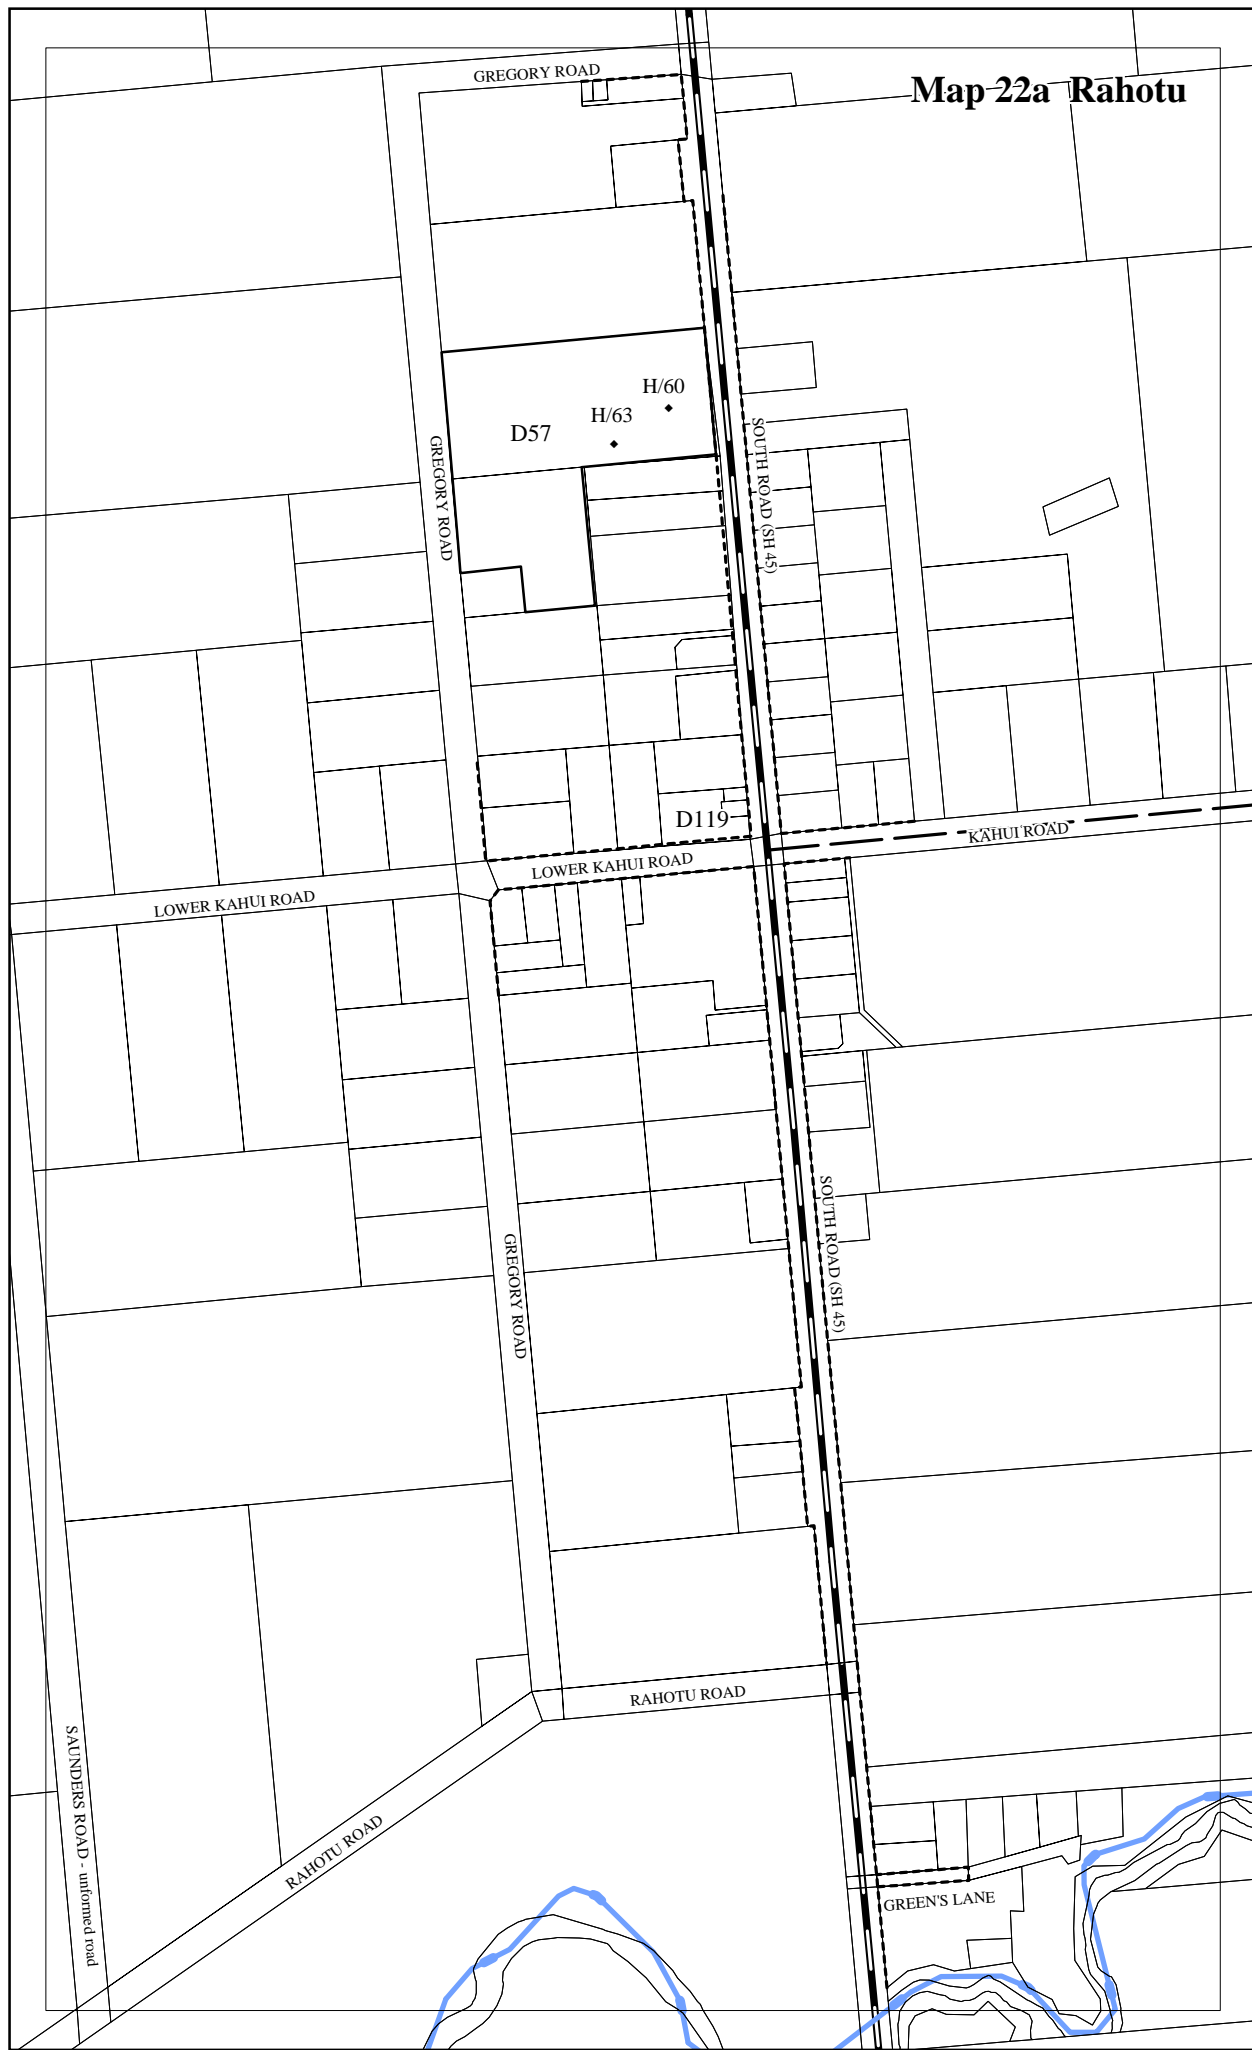 GREGORY ROAD
Map 22a Rahotu
H/60
H/63
D57
GREGORY ROAD
SOUTH ROAD (SH 45)
D119
KAHUI ROAD
LOWER KAHUI ROAD
LOWER KAHUI ROAD
SOUTH ROAD (SH 45)
GREGORY ROAD
RAHOTU ROAD
SAUNDERS ROAD - unformed road
RAHOTU ROAD
GREEN'S LANE